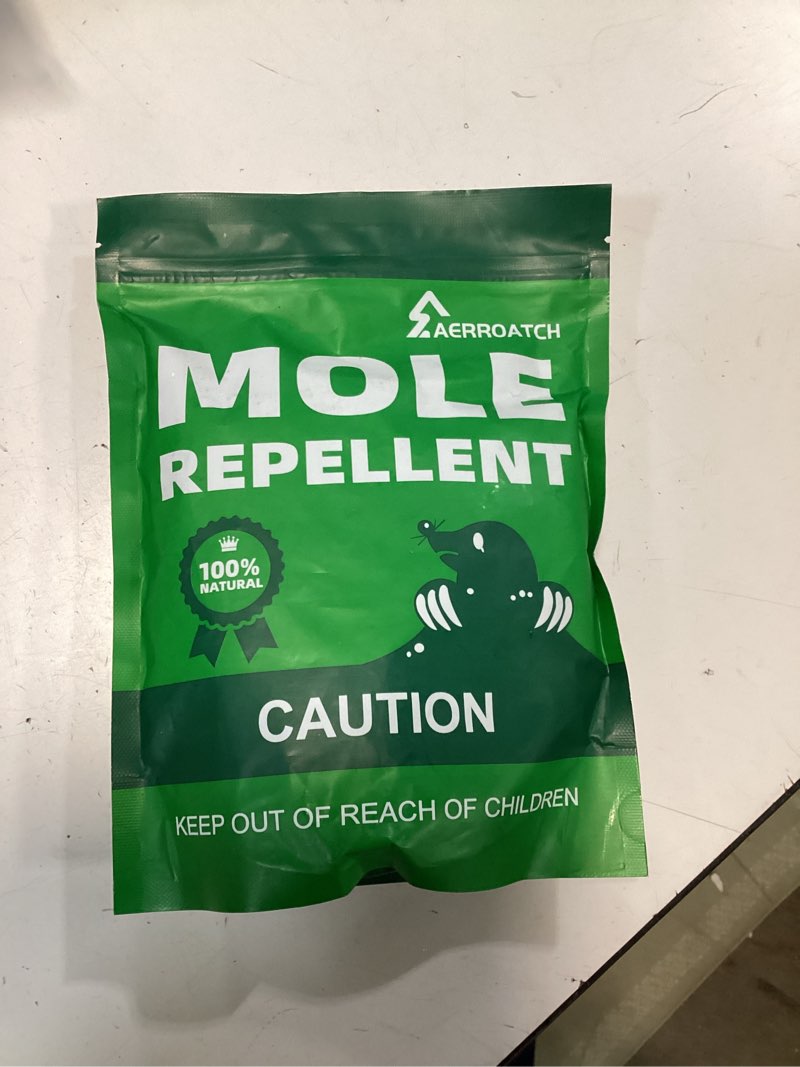 AERROATCH
MOLE
REPELLENT
100%
NATURAL
CAUTION
KEEP OUT OF REACH OF CHILDREN